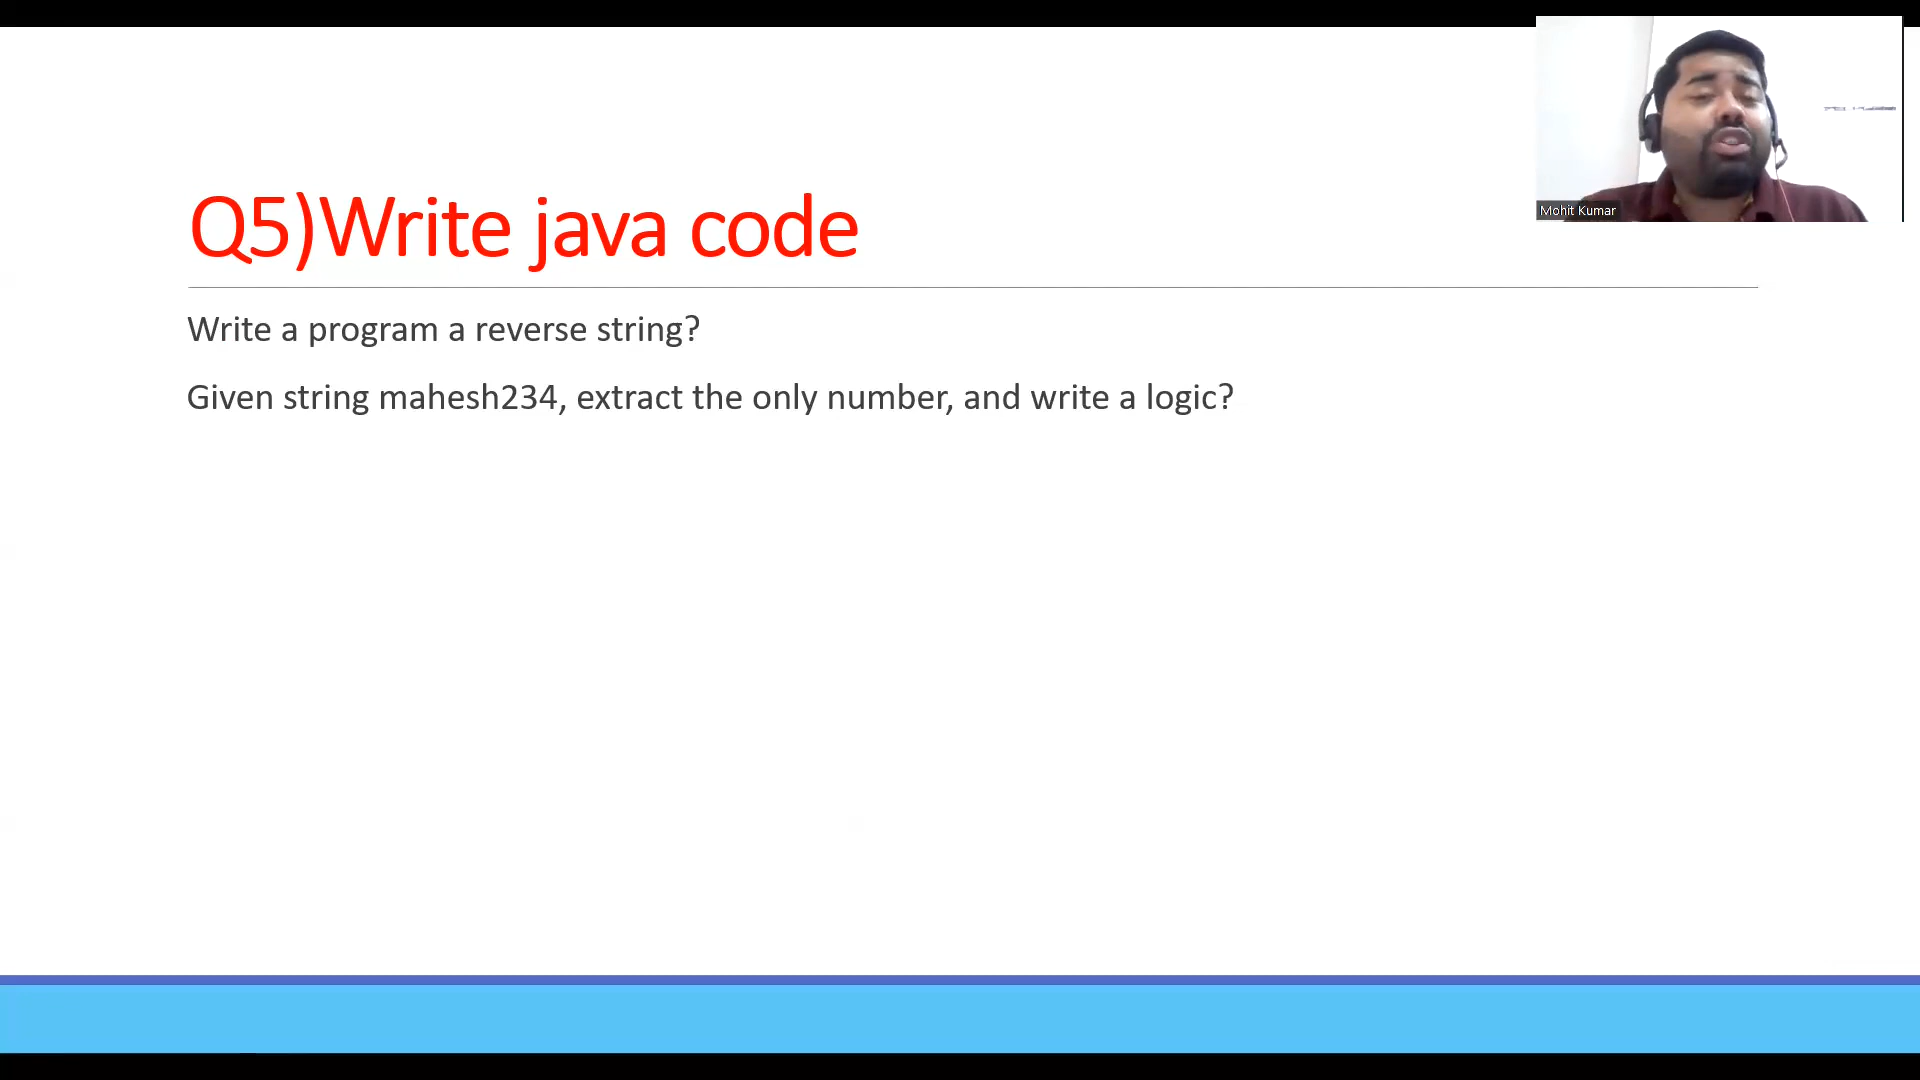 Mohit Kumar
Q5)Write java code
Write a program a reverse string?
Given string mahesh234, extract the only number, and write a logic?